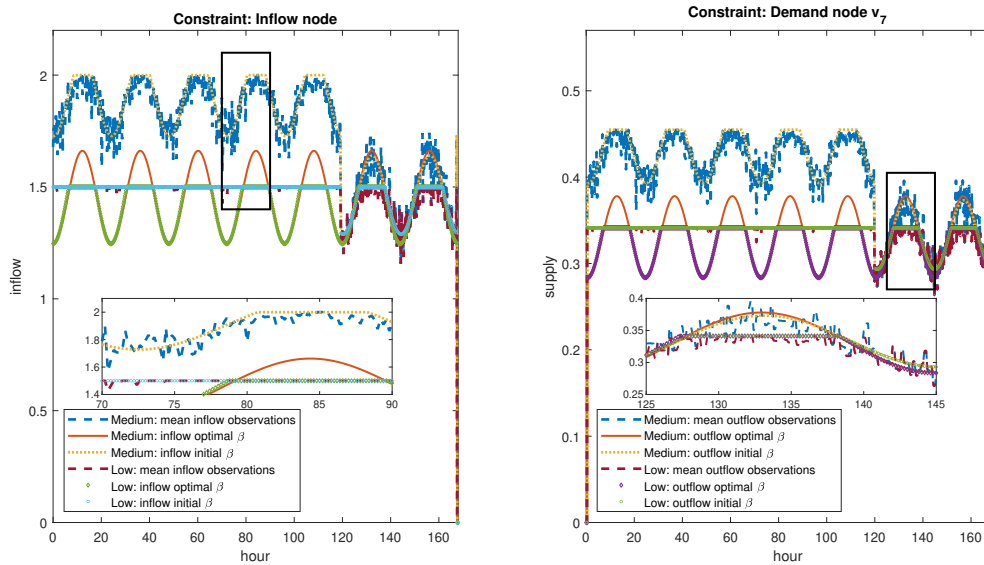 Constraint: Inflow node
inflow
2
1.5
1
0.5
0
2
1.8
1.6
1.4
70 75 80 85 90
Medium: mean inflow observations
Medium: inflow optimal β
Medium: inflow initial β
Low: mean inflow observations
Low: inflow optimal β
Low: inflow initial β
0 20 40 60 80 100 120 140 160
hour
Constraint: Demand node v7
supply
0.5
0.4
0.3
0.2
0.1
0
0.4
0.35
0.3
0.25
125 130 135 140 145
Medium: mean outflow observations
Medium: outflow optimal β
Medium: outflow initial β
Low: mean outflow observations
Low: outflow optimal β
Low: outflow initial β
0 20 40 60 80 100 120 140 160
hour